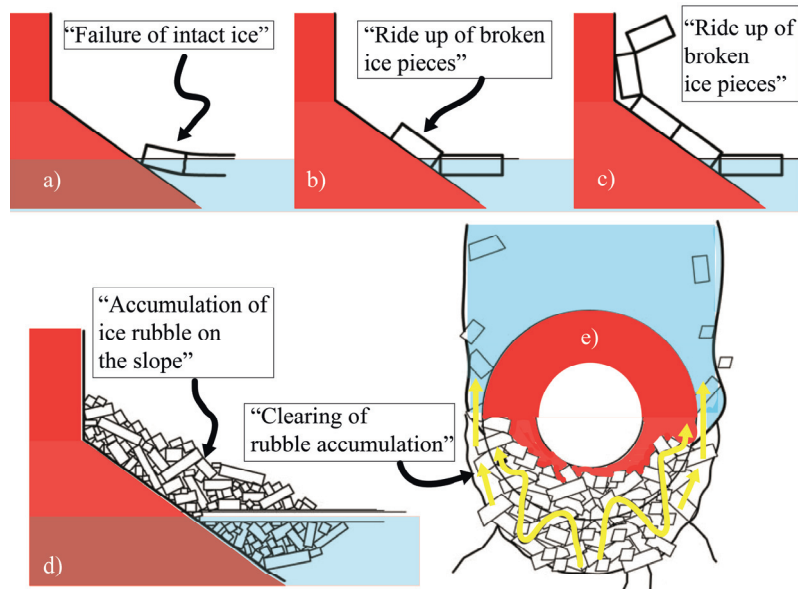 “Failure of intact ice”
a)
“Ride up of broken
ice pieces”
b)
“Ride up of
broken
ice pieces”
c)
“Accumulation of
ice rubble on
the slope”
d)
“Clearing of
rubble accumulation”
e)